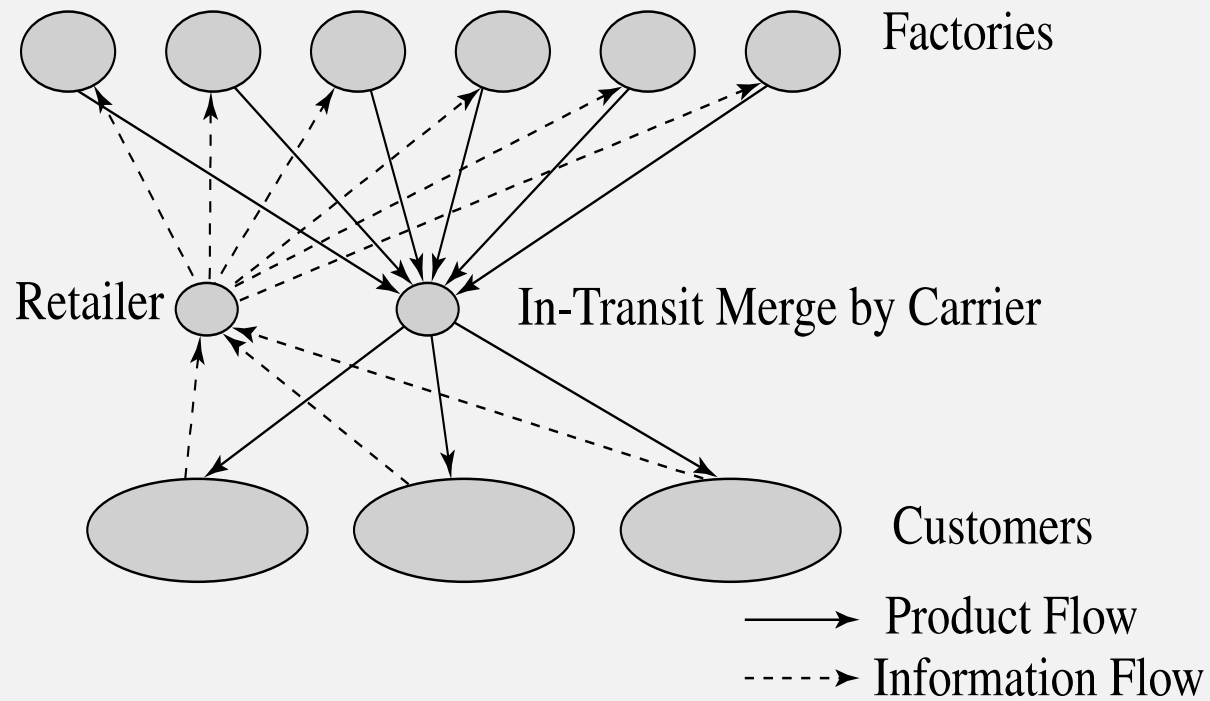 Factories
Retailer
In-Transit Merge by Carrier
Customers
Product Flow
Information Flow